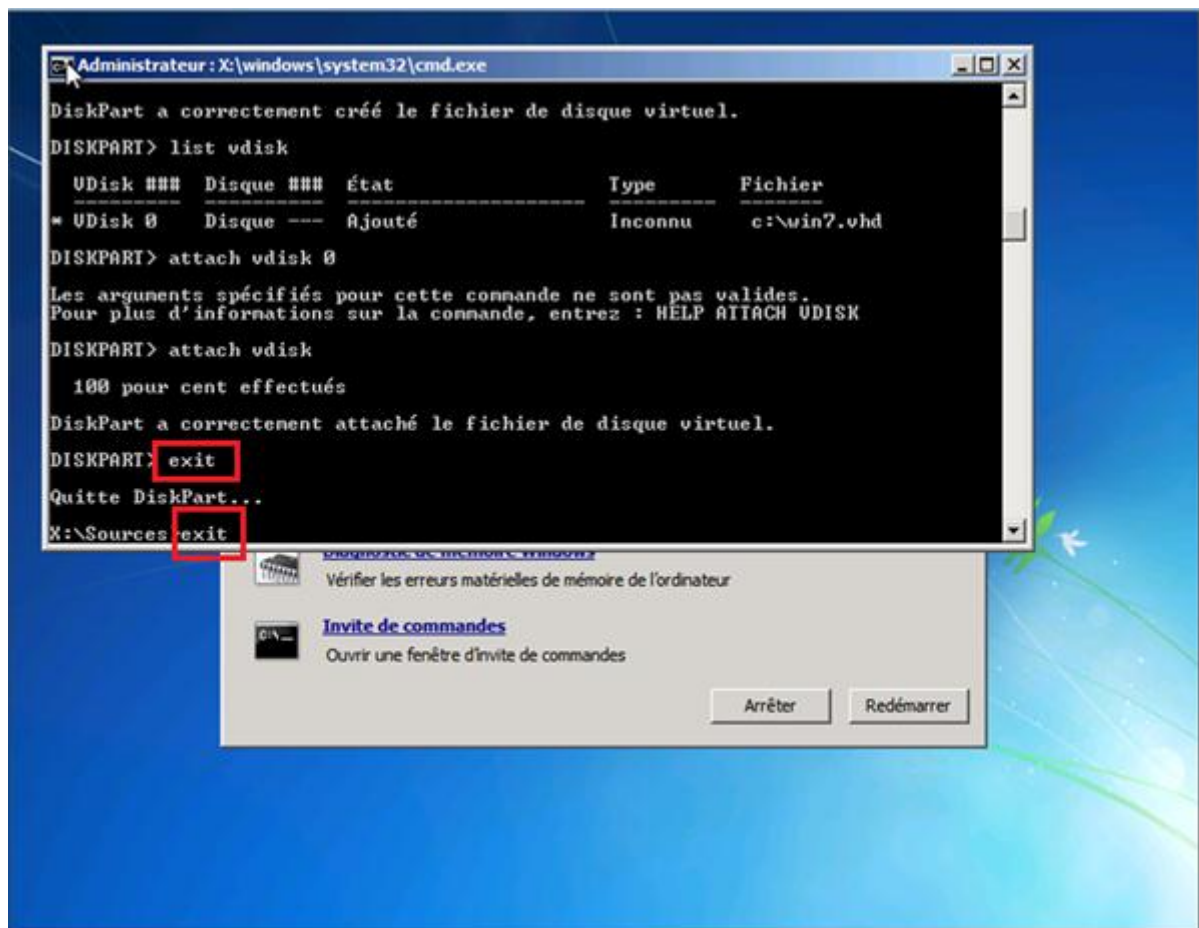 Administrateur : X:\windows\system32\cmd.exe
DiskPart a correctement créé le fichier de disque virtuel.
DISKPART> list vdisk
VDisk ### Disque ### État Type Fichier
--------- ---------- -------------------- --------- -------
* VDisk 0 Disque --- Ajouté Inconnu c:\win7.vhd
DISKPART> attach vdisk 0
Les arguments spécifiés pour cette commande ne sont pas valides.
Pour plus d'informations sur la commande, entrez : HELP ATTACH VDISK
DISKPART> attach vdisk
100 pour cent effectués
DiskPart a correctement attaché le fichier de disque virtuel.
DISKPART> exit
Quitte DiskPart...
X:\Sources>exit
Diagnostic de mémoire Windows
Vérifier les erreurs matérielles de mémoire de l'ordinateur
Invite de commandes
Ouvrir une fenêtre d'invite de commandes
Arrêter Redémarrer